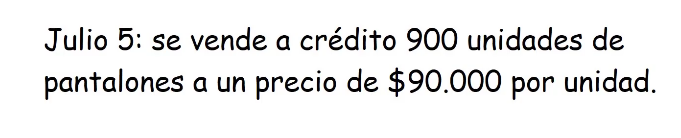 Julio 5: se vende a crédito 900 unidades de
pantalones a un precio de $90.000 por unidad.